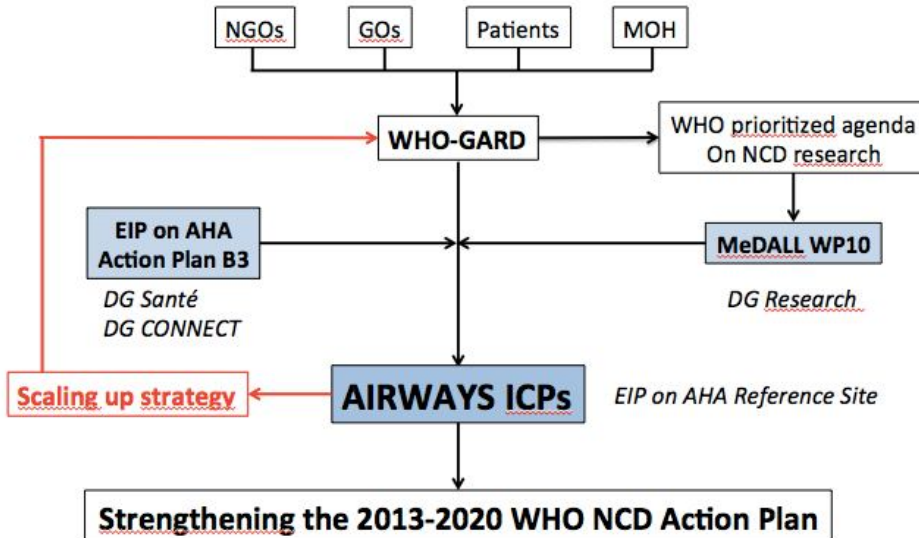 NGOs
GOs
Patients
MOH
WHO-GARD
WHO prioritized agenda
On NCD research
EIP on AHA
Action Plan B3
MeDALL WP10
DG Santé
DG CONNECT
DG Research
Scaling up strategy
AIRWAYS ICPs
EIP on AHA Reference Site
Strengthening the 2013-2020 WHO NCD Action Plan